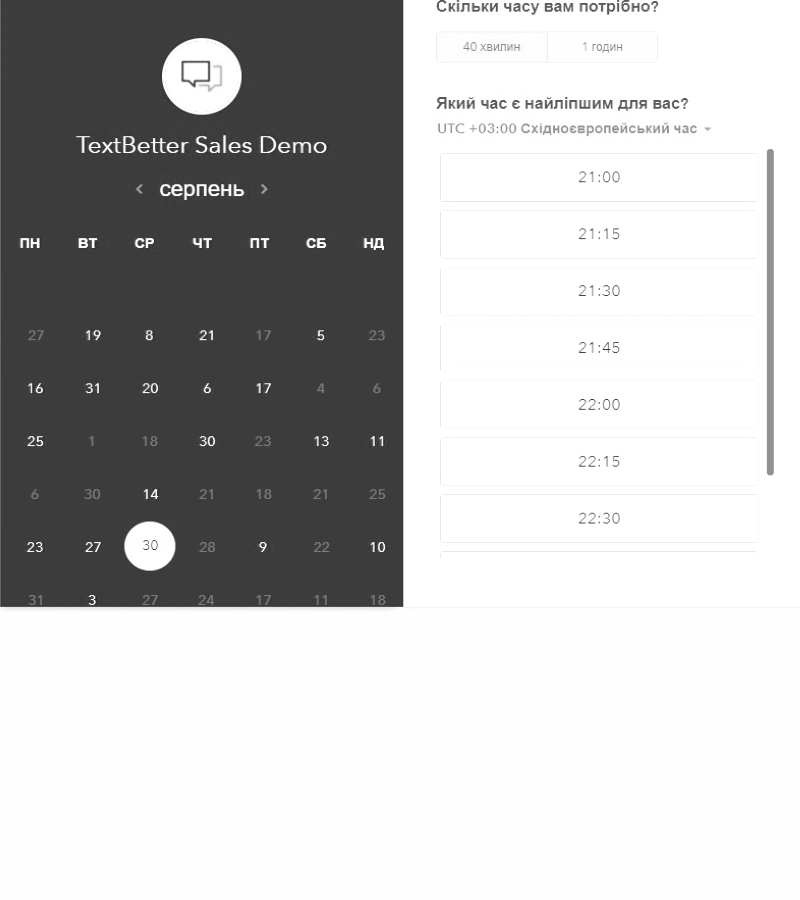 TextBetter Sales Demo
серпень
ПН ВТ СР ЧТ ПТ СБ НД
27 19 8 21 17 5 23
16 31 20 6 17 4 6
25 1 18 30 23 13 11
6 30 14 21 18 21 25
23 27 30 28 9 22 10
31 3 27 24 17 11 18
Скільки часу вам потрібно?
40 хвилин 1 годин
Який час є найліпшим для вас?
UTC +03:00 Східноєвропейський час
21:00
21:15
21:30
21:45
22:00
22:15
22:30